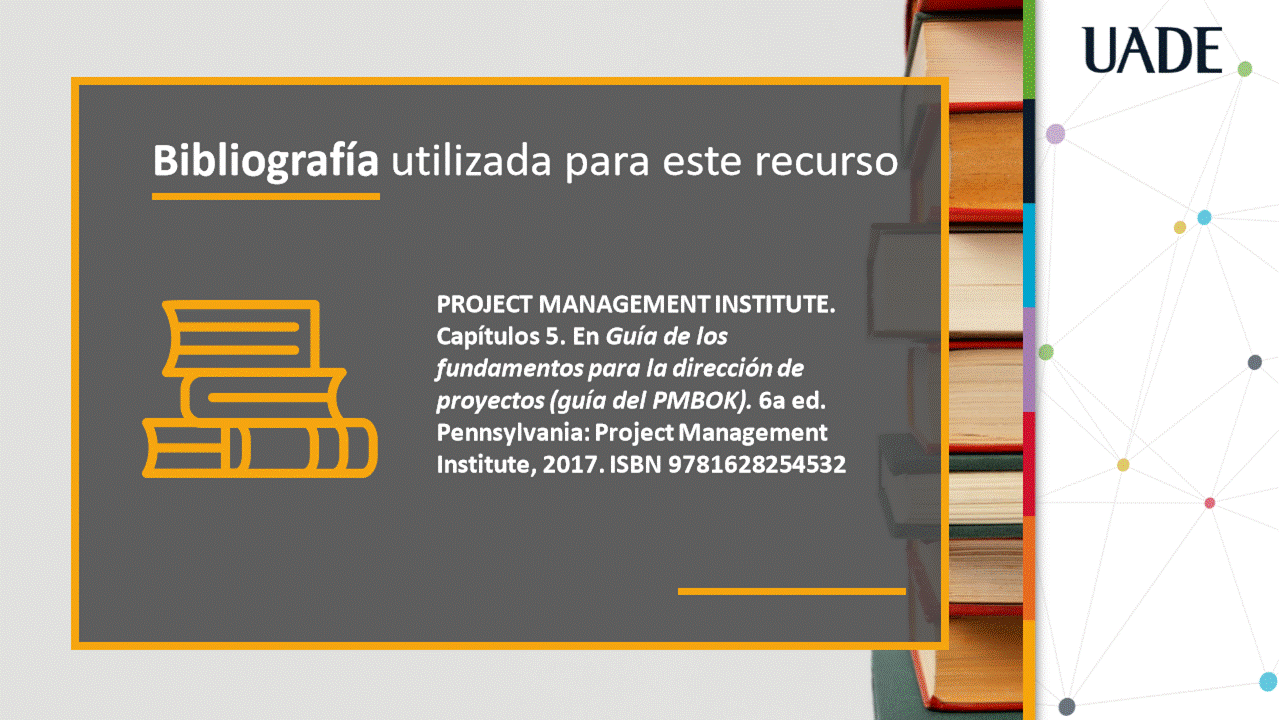 UADE
Bibliografía utilizada para este recurso
PROJECT MANAGEMENT INSTITUTE.
Capítulos 5. En Guía de los
fundamentos para la dirección de
proyectos (guía del PMBOK). 6a ed.
Pennsylvania: Project Management
Institute, 2017. ISBN 9781628254532